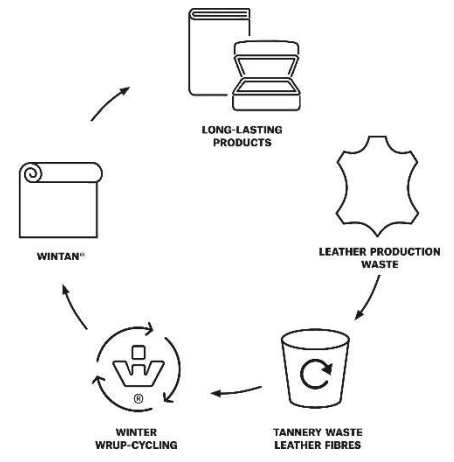 LONG-LASTING
PRODUCTS
LEATHER PRODUCTION
WASTE
WINTAN®
®
WINTER
WRUP-CYCLING
TANNERY WASTE
LEATHER FIBRES